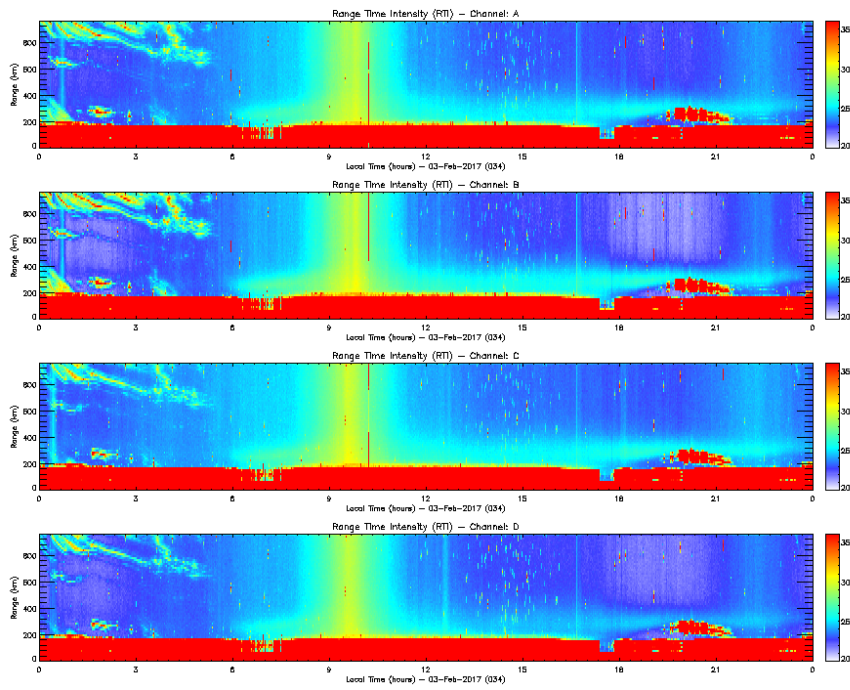 Range Time Intensity (RTI) — Channel: A
Range (km)
800
600
400
200
0
0 3 6 9 12 15 18 21 0
Local Time (hours) — 03-Feb-2017 (034)
35
30
25
20
Range Time Intensity (RTI) — Channel: B
Range (km)
800
600
400
200
0
0 3 6 9 12 15 18 21 0
Local Time (hours) — 03-Feb-2017 (034)
35
30
25
20
Range Time Intensity (RTI) — Channel: C
Range (km)
800
600
400
200
0
0 3 6 9 12 15 18 21 0
Local Time (hours) — 03-Feb-2017 (034)
35
30
25
20
Range Time Intensity (RTI) — Channel: D
Range (km)
800
600
400
200
0
0 3 6 9 12 15 18 21 0
Local Time (hours) — 03-Feb-2017 (034)
35
30
25
20